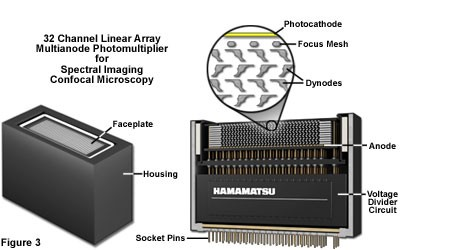 32 Channel Linear Array
Multianode Photomultiplier
for
Spectral Imaging
Confocal Microscopy
Photocathode
Focus Mesh
Dynodes
Faceplate
Anode
Housing
HAMAMATSU
Voltage
Divider
Circuit
Socket Pins
Figure 3